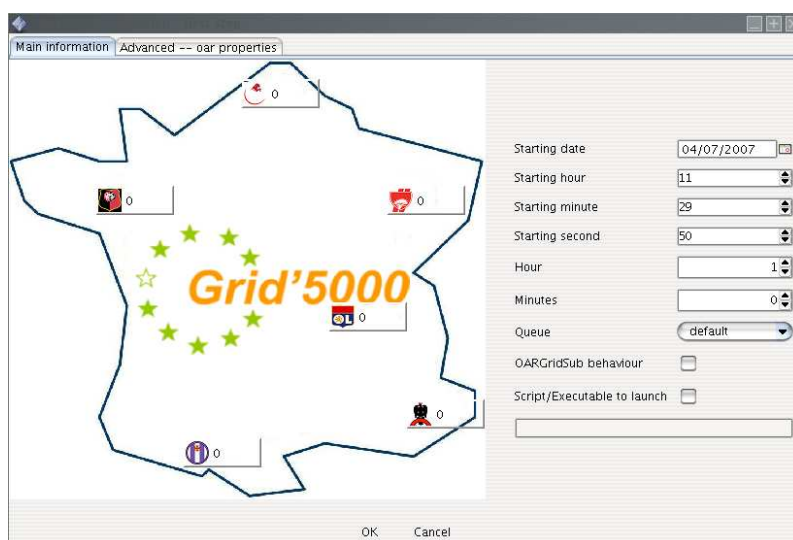 Main information
Advanced -- oar properties
0
0
0
Grid'5000
OL 0
0
0
Starting date 04/07/2007
Starting hour 11
Starting minute 29
Starting second 50
Hour 1
Minutes 0
Queue default
OARGridSub behaviour
Script/Executable to launch
OK Cancel